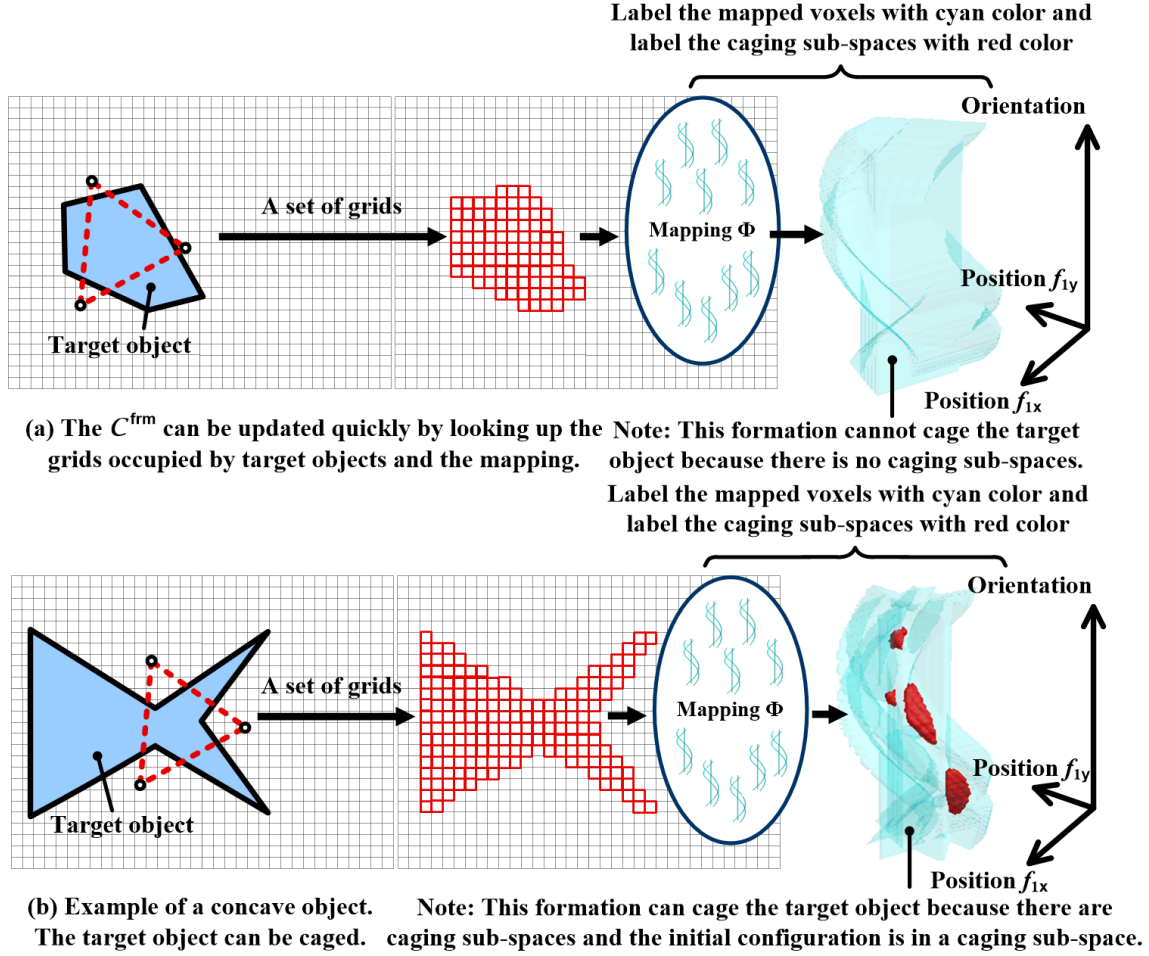 Label the mapped voxels with cyan color and
label the caging sub-spaces with red color
Orientation
A set of grids
Mapping Φ
Position f1y
Target object
Position f1x
(a) The C^frm can be updated quickly by looking up the
grids occupied by target objects and the mapping.
Note: This formation cannot cage the target
object because there is no caging sub-spaces.
Label the mapped voxels with cyan color and
label the caging sub-spaces with red color
Orientation
A set of grids
Mapping Φ
Position f1y
Target object
Position f1x
(b) Example of a concave object.
The target object can be caged.
Note: This formation can cage the target object because there are
caging sub-spaces and the initial configuration is in a caging sub-space.